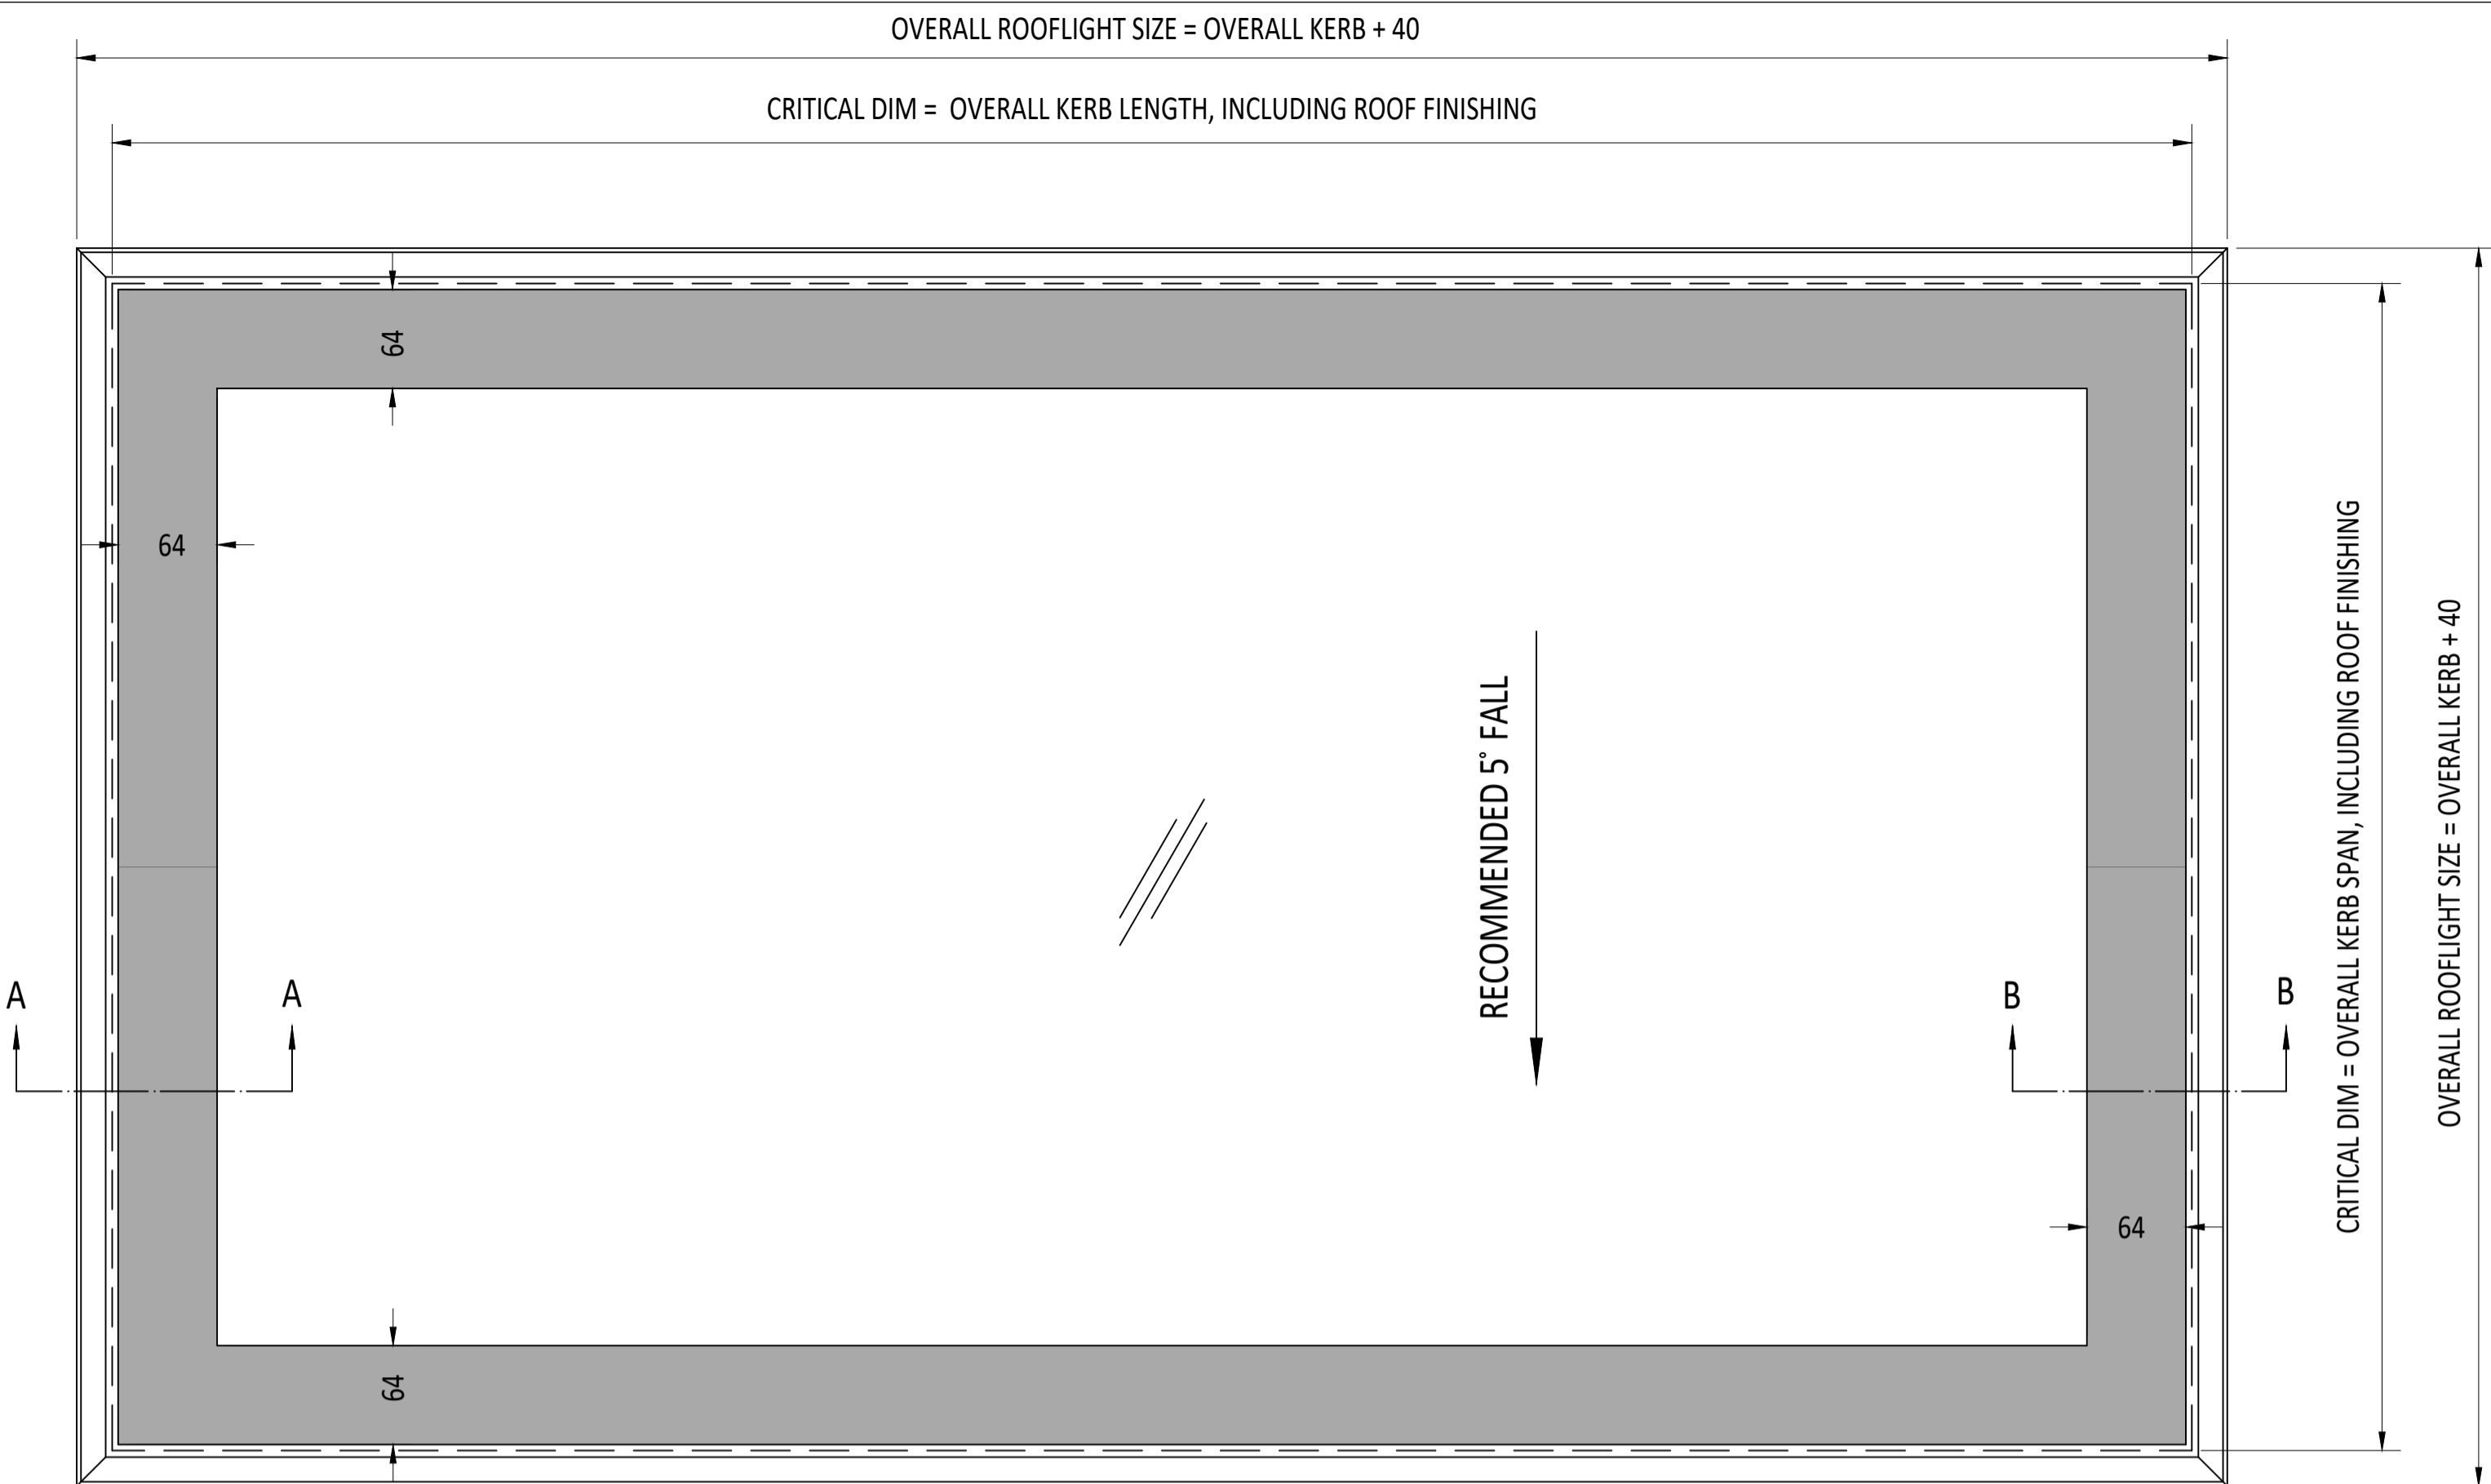 OVERALL ROOFLIGHT SIZE = OVERALL KERB + 40
CRITICAL DIM = OVERALL KERB LENGTH, INCLUDING ROOF FINISHING
64
64
RECOMMENDED 5° FALL
CRITICAL DIM = OVERALL KERB SPAN, INCLUDING ROOF FINISHING
OVERALL ROOFLIGHT SIZE = OVERALL KERB + 40
A
A
B
B
64
64